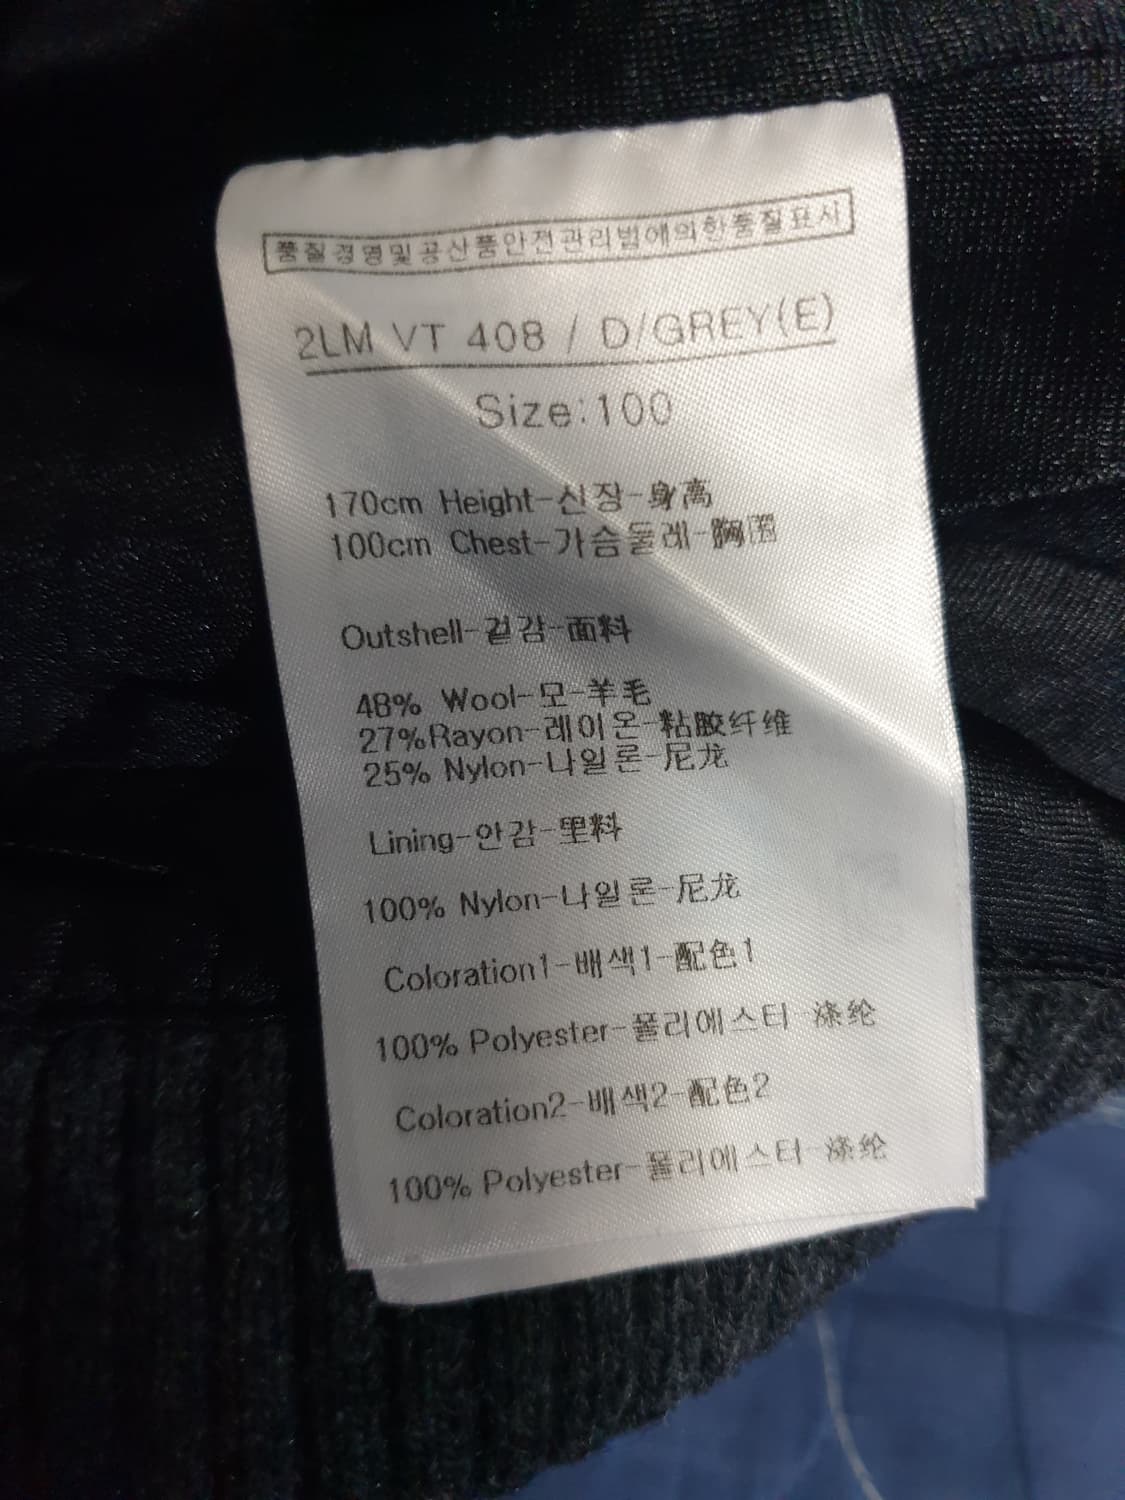 품질경영및공산품안전관리법에의한품질표시
2LM VT 408 / D/GREY(E)
Size:100
170cm Height-신장-身高
100cm Chest-가슴둘레-胸围
Outshell-겉감-面料
48% Wool-모-羊毛
27%Rayon-레이온-粘胶纤维
25% Nylon-나일론-尼龙
Lining-안감-里料
100% Nylon-나일론-尼龙
Coloration1-배색1-配色1
100% Polyester-폴리에스터-涤纶
Coloration2-배색2-配色2
100% Polyester-폴리에스터-涤纶